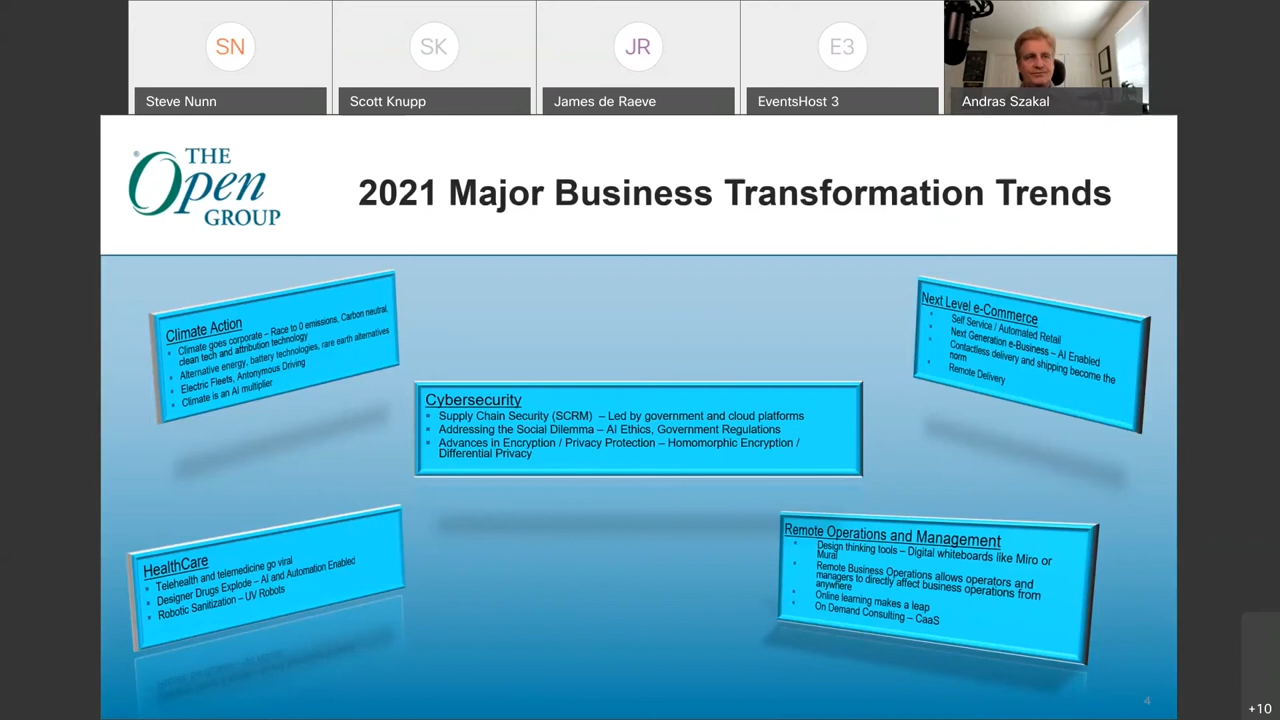 SN
SK
JR
E3
Steve Nunn
Scott Knupp
James de Raeve
EventsHost 3
Andras Szakal
® THE
Open
GROUP
2021 Major Business Transformation Trends
Climate Action
▪ Climate goes corporate – Race to 0 emissions, Carbon neutral,
clean tech and attribution technology
▪ Alternative energy, battery technologies, rare earth alternatives
▪ Electric Fleets, Antonymous Driving
▪ Climate is an AI multiplier
Next Level e-Commerce
▪ Self Service / Automated Retail
▪ Next Generation e-Business – AI Enabled
▪ Contactless delivery and shipping become the
norm
▪ Remote Delivery
Cybersecurity
▪ Supply Chain Security (SCRM) – Led by government and cloud platforms
▪ Addressing the Social Dilemma – AI Ethics, Government Regulations
▪ Advances in Encryption / Privacy Protection – Homomorphic Encryption /
Differential Privacy
HealthCare
▪ Telehealth and telemedicine go viral
▪ Designer Drugs Explode – AI and Automation Enabled
▪ Robotic Sanitization – UV Robots
Remote Operations and Management
▪ Design thinking tools – Digital whiteboards like Miro or
Mural
▪ Remote Business Operations allows operators and
managers to directly affect business operations from
anywhere
▪ Online learning makes a leap
▪ On Demand Consulting – CaaS
4
+10